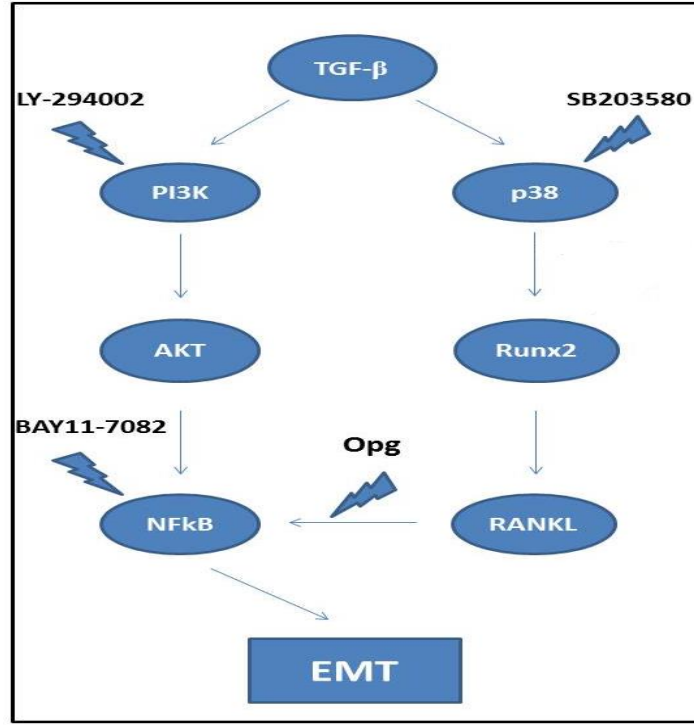 TGF-β
LY-294002
SB203580
PI3K
p38
AKT
Runx2
BAY11-7082
Opg
NFkB
RANKL
EMT